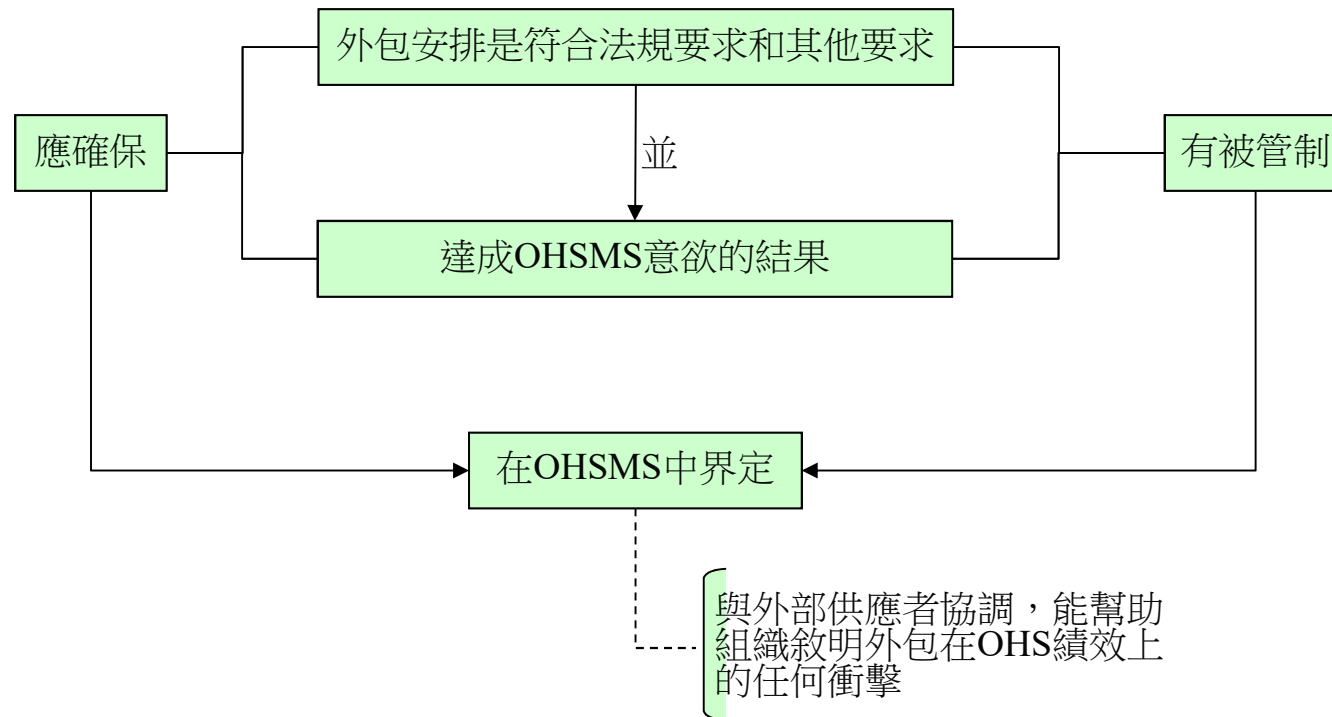 外包安排是符合法規要求和其他要求
應確保
並
有被管制
達成OHSMS意欲的結果
在OHSMS中界定
與外部供應者協調，能幫助
組織敘明外包在OHS績效上
的任何衝擊